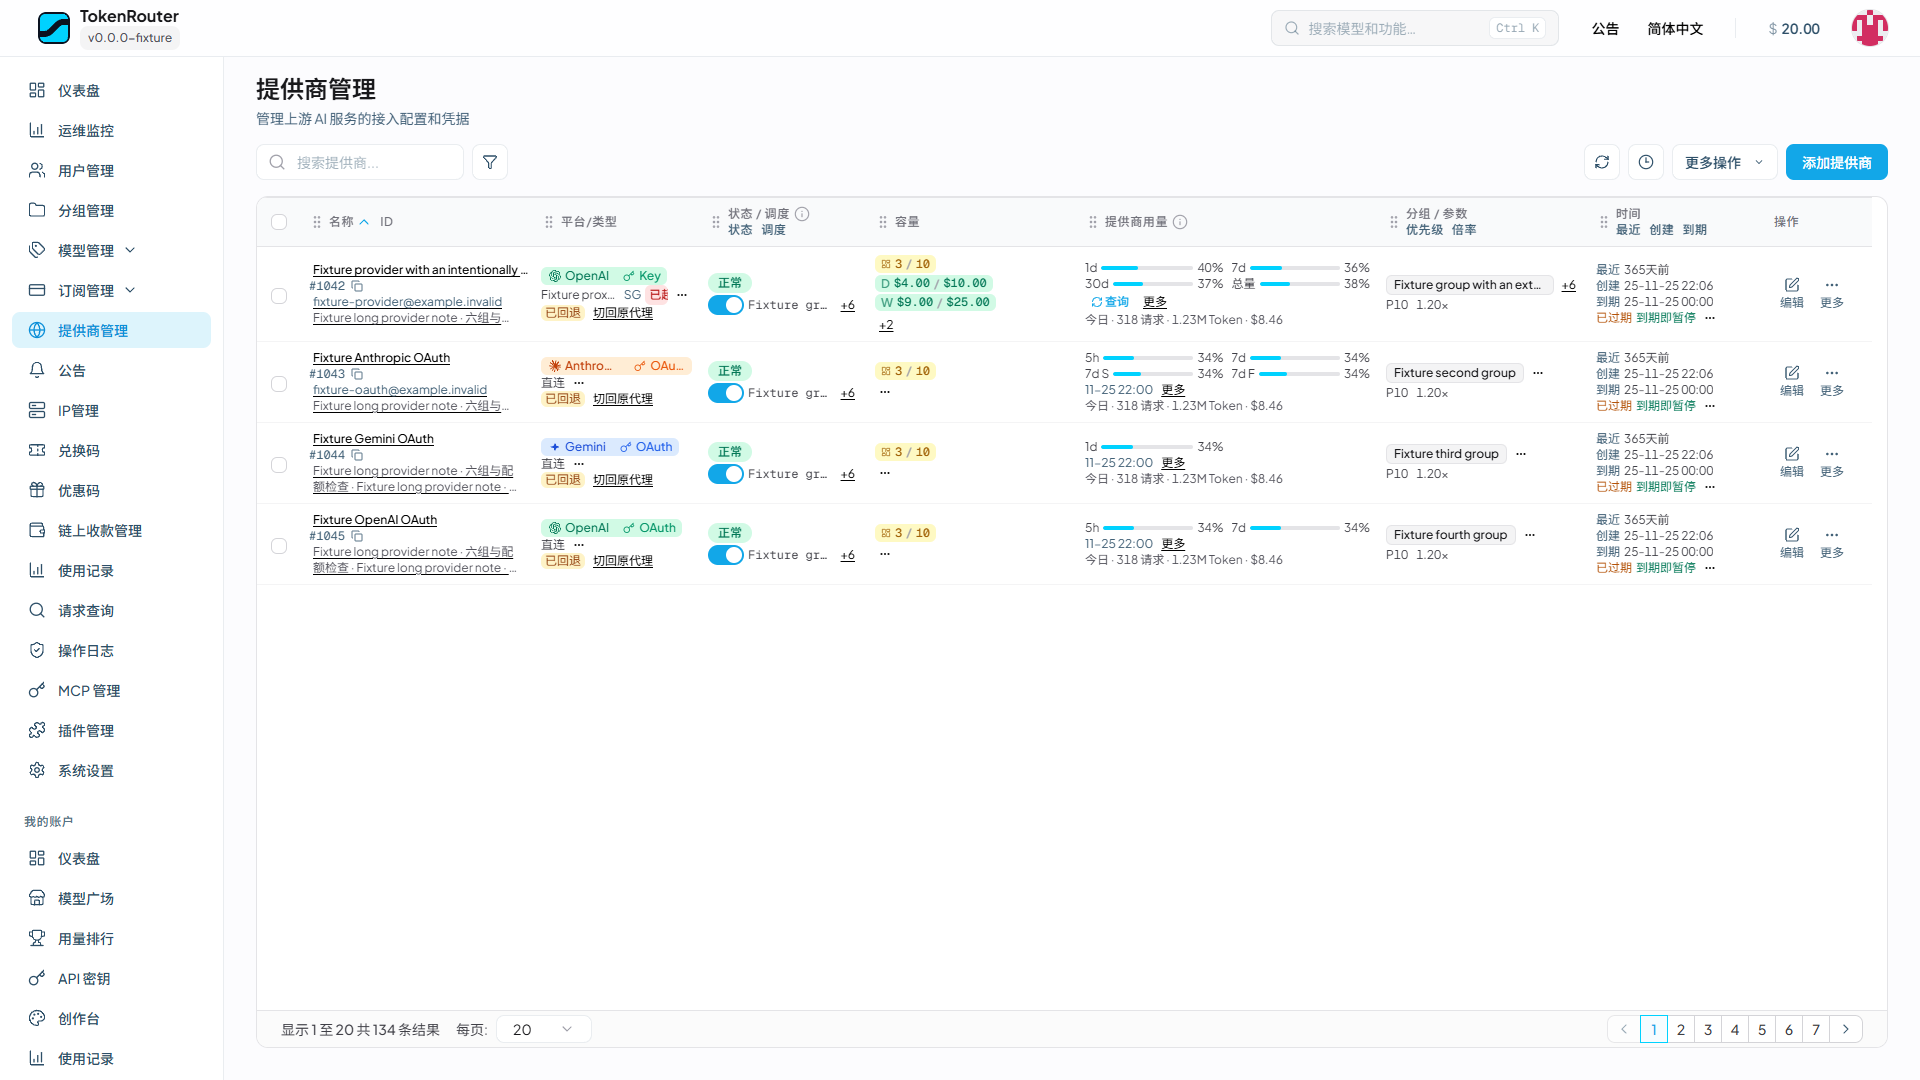 TokenRouter
v0.0.0-fixture
搜索模型和功能...
Ctrl K
公告
简体中文
$ 20.00
仪表盘
运维监控
用户管理
分组管理
模型管理
订阅管理
提供商管理
公告
IP管理
兑换码
优惠码
链上收款管理
使用记录
请求查询
操作日志
MCP 管理
插件管理
系统设置
我的账户
仪表盘
模型广场
用量排行
API 密钥
创作台
使用记录
提供商管理
管理上游 AI 服务的接入配置和凭据
搜索提供商...
更多操作
添加提供商
名称 ID
平台/类型
状态 / 调度
状态 调度
容量
提供商用量
分组 / 参数
优先级 倍率
时间
最近 创建 到期
操作
Fixture provider with an intentionally ...
#1042
fixture-provider@example.invalid
Fixture long provider note · 六组与...
OpenAI Key
Fixture prox... SG 已起 ...
已回退 切回原代理
正常
Fixture gr... +6
3 / 10
D $4.00 / $10.00
W $9.00 / $25.00
+2
1d 40% 7d 36%
30d 37% 总量 38%
查询 更多
今日 · 318 请求 · 1.23M Token · $8.46
Fixture group with an ext... +6
P10 1.20×
最近 365天前
创建 25-11-25 22:06
到期 25-11-25 00:00
已过期 到期即暂停 ...
编辑
... 更多
Fixture Anthropic OAuth
#1043
fixture-oauth@example.invalid
Fixture long provider note · 六组与...
Anthro... OAu...
直连 ...
已回退 切回原代理
正常
Fixture gr... +6
3 / 10
...
5h 34% 7d 34%
7d S 34% 7d F 34%
11-25 22:00 更多
今日 · 318 请求 · 1.23M Token · $8.46
Fixture second group ...
P10 1.20×
最近 365天前
创建 25-11-25 22:06
到期 25-11-25 00:00
已过期 到期即暂停 ...
编辑
... 更多
Fixture Gemini OAuth
#1044
Fixture long provider note · 六组与配
额检查 · Fixture long provider note · ...
Gemini OAuth
直连 ...
已回退 切回原代理
正常
Fixture gr... +6
3 / 10
...
1d 34%
11-25 22:00 更多
今日 · 318 请求 · 1.23M Token · $8.46
Fixture third group ...
P10 1.20×
最近 365天前
创建 25-11-25 22:06
到期 25-11-25 00:00
已过期 到期即暂停 ...
编辑
... 更多
Fixture OpenAI OAuth
#1045
Fixture long provider note · 六组与配
额检查 · Fixture long provider note · ...
OpenAI OAuth
直连 ...
已回退 切回原代理
正常
Fixture gr... +6
3 / 10
...
5h 34% 7d 34%
11-25 22:00 更多
今日 · 318 请求 · 1.23M Token · $8.46
Fixture fourth group ...
P10 1.20×
最近 365天前
创建 25-11-25 22:06
到期 25-11-25 00:00
已过期 到期即暂停 ...
编辑
... 更多
显示 1 至 20 共 134 条结果 每页: 20
1 2 3 4 5 6 7